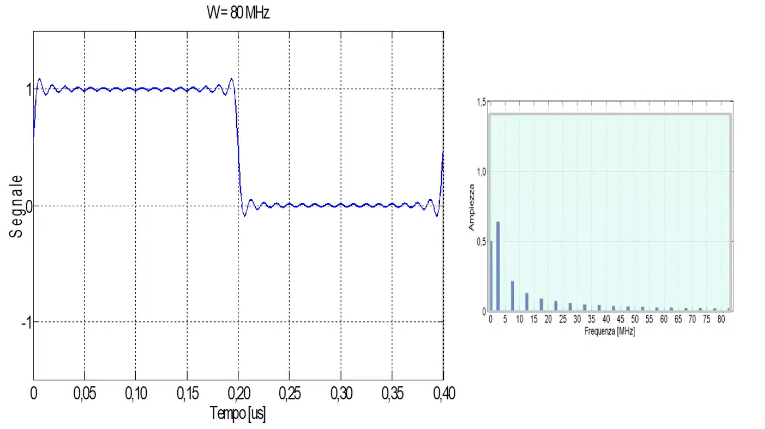 W = 80 MHz
1
0
-1
Segnale
0 0,05 0,10 0,15 0,20 0,25 0,30 0,35 0,40
Tempo [us]
1,5
1,0
0,5
0
Ampiezza
0 5 10 15 20 25 30 35 40 45 50 55 60 65 70 75 80
Frequenza [MHz]